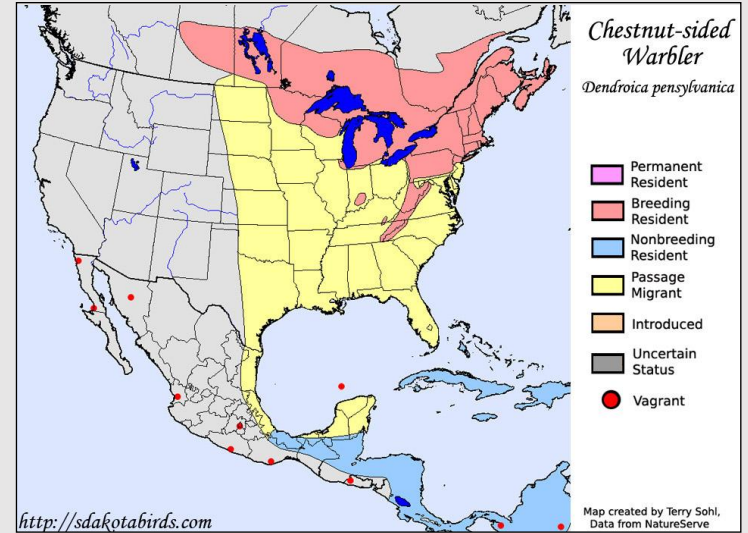 Chestnut-sided
Warbler
Dendroica pensylvanica
Permanent
Resident
Breeding
Resident
Nonbreeding
Resident
Passage
Migrant
Introduced
Uncertain
Status
Vagrant
Map created by Terry Sohl,
Data from NatureServe
http://sdakotabirds.com